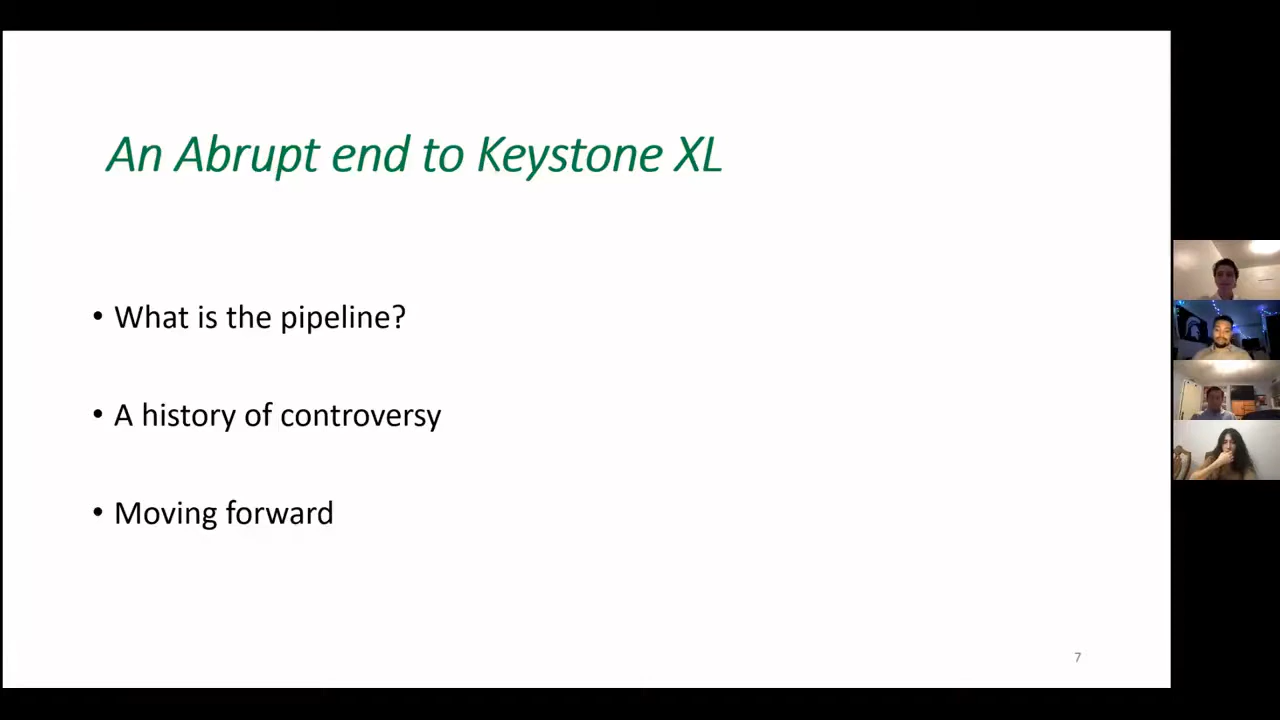 An Abrupt end to Keystone XL
• What is the pipeline?
• A history of controversy
• Moving forward
7